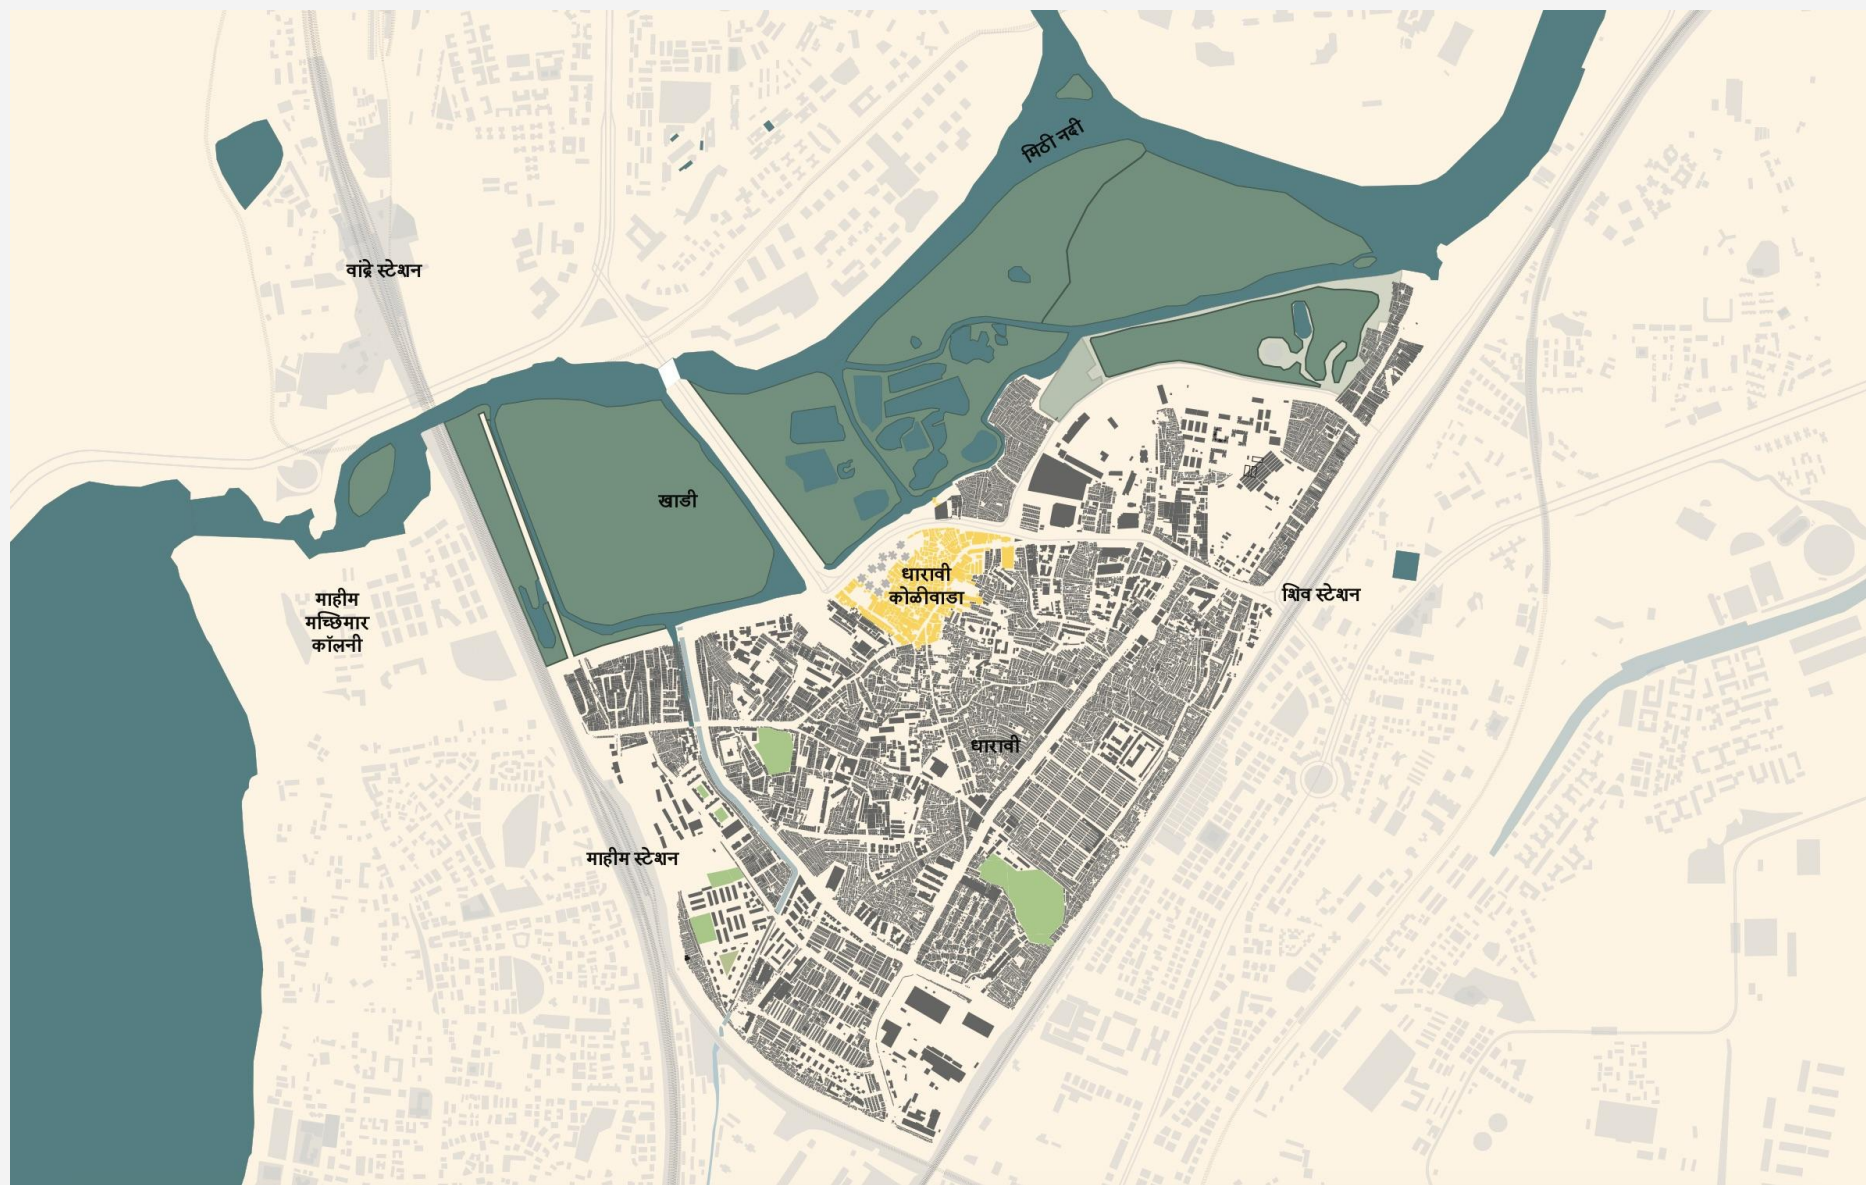 मिठी नदी
वांद्रे स्टेशन
खाडी
धारावी
कोळीवाडा
शिव स्टेशन
माहीम
मच्छिमार
कॉलनी
धारावी
माहीम स्टेशन